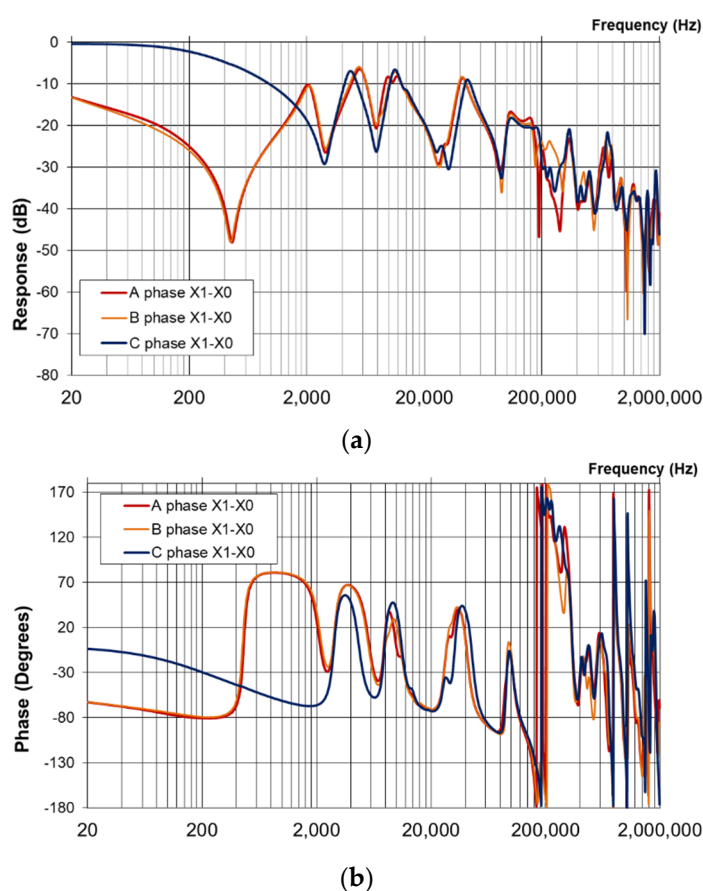 Frequency (Hz)
0
-10
-20
-30
-40
-50
-60
-70
-80
Response (dB)
A phase X1-X0
B phase X1-X0
C phase X1-X0
20 200 2,000 20,000 200,000 2,000,000
(a)
Frequency (Hz)
170
120
70
20
-30
-80
-130
-180
Phase (Degrees)
A phase X1-X0
B phase X1-X0
C phase X1-X0
20 200 2,000 20,000 200,000 2,000,000
(b)